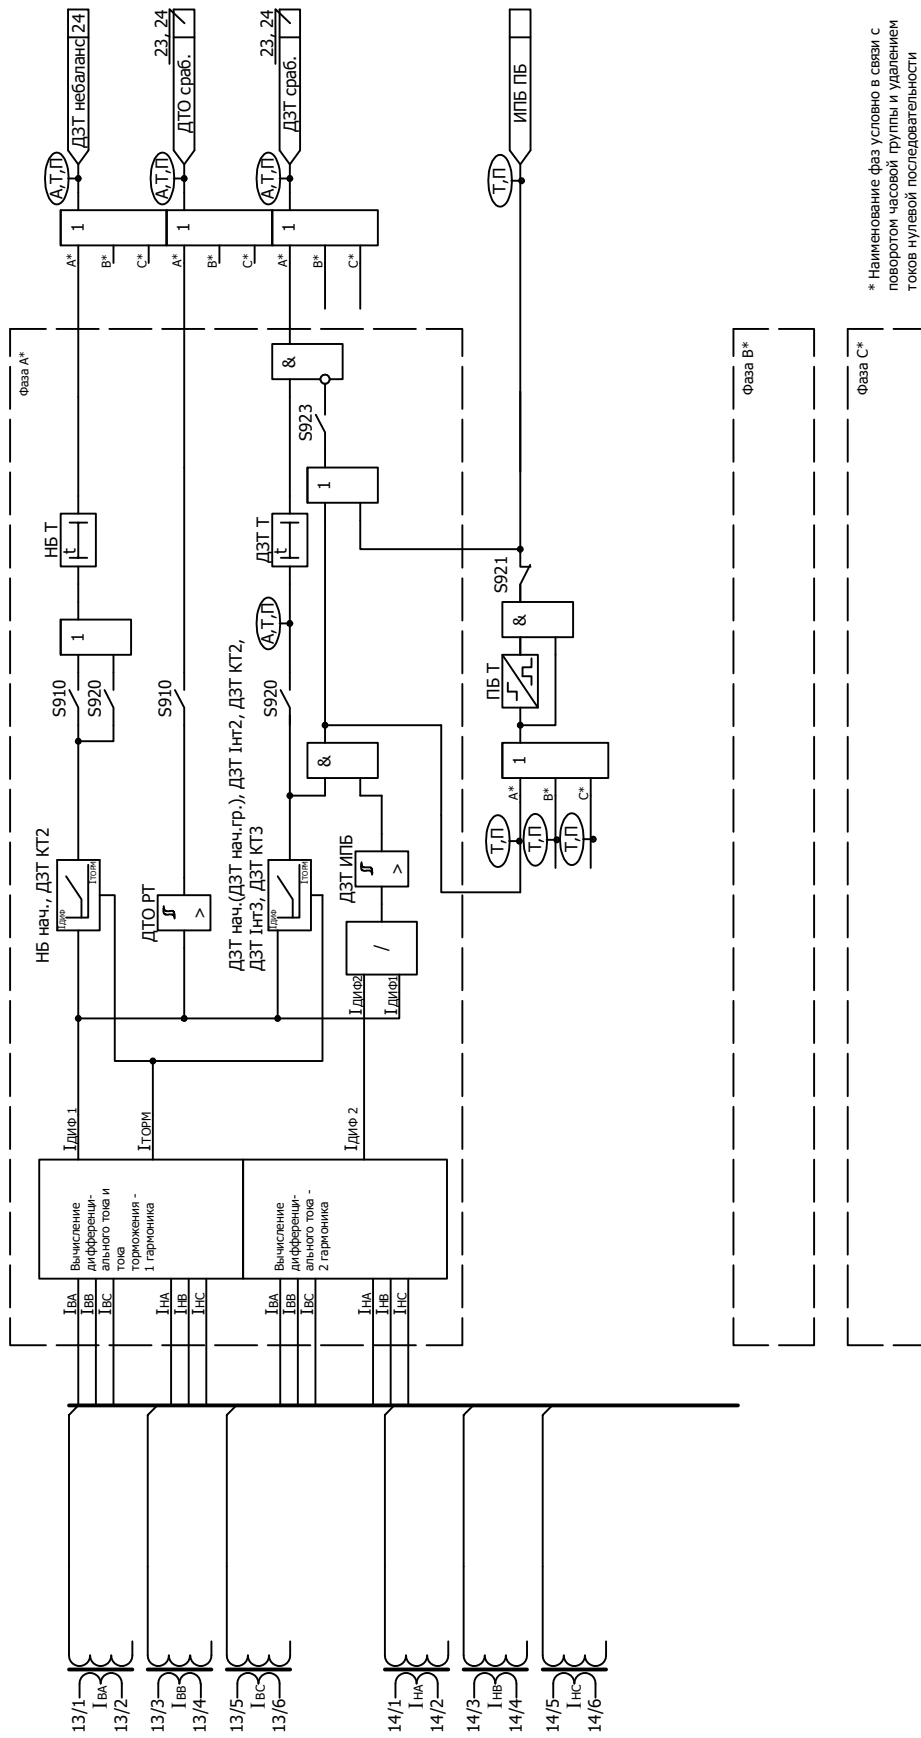 13/1
IВА
13/2
13/3
IВВ
13/4
13/5
IВС
13/6
14/1
IНА
14/2
14/3
IНВ
14/4
14/5
IНС
14/6
Фаза А*
IВА
IВВ
IВС
IНА
IНВ
IНС
IВА
IВВ
IВС
IНА
IНВ
IНС
Вычисление
дифференци-
ального тока и
тока
торможения -
1 гармоника
Вычисление
дифференци-
ального тока -
2 гармоника
IДИФ 1
IТОРМ
IДИФ 2
НБ нач., ДЗТ КТ2
IДИФ
IТОРМ
ДТО РТ
>
ДЗТ нач.(ДЗТ нач.гр.), ДЗТ Iнт2, ДЗТ КТ2,
ДЗТ Iнт3, ДЗТ КТ3
IДИФ
IТОРМ
IДИФ2
IДИФ1
/
ДЗТ ИПБ
>
&
S910
S920
1
НБ Т
t
S910
S920
А,Т,П
ДЗТ Т
t
1
S923
&
А*
В*
С*
1
А*
В*
С*
1
А*
В*
С*
1
А,Т,П
ДЗТ небаланс 24
А,Т,П
ДТО сраб.
23, 24
А,Т,П
ДЗТ сраб.
23, 24
Т,П
А*
Т,П
В*
Т,П
С*
1
ПБ Т
&
S921
Т,П
ИПБ ПБ
Фаза В*
Фаза С*
* Наименование фаз условно в связи с
поворотом часовой группы и удалением
токов нулевой последовательности